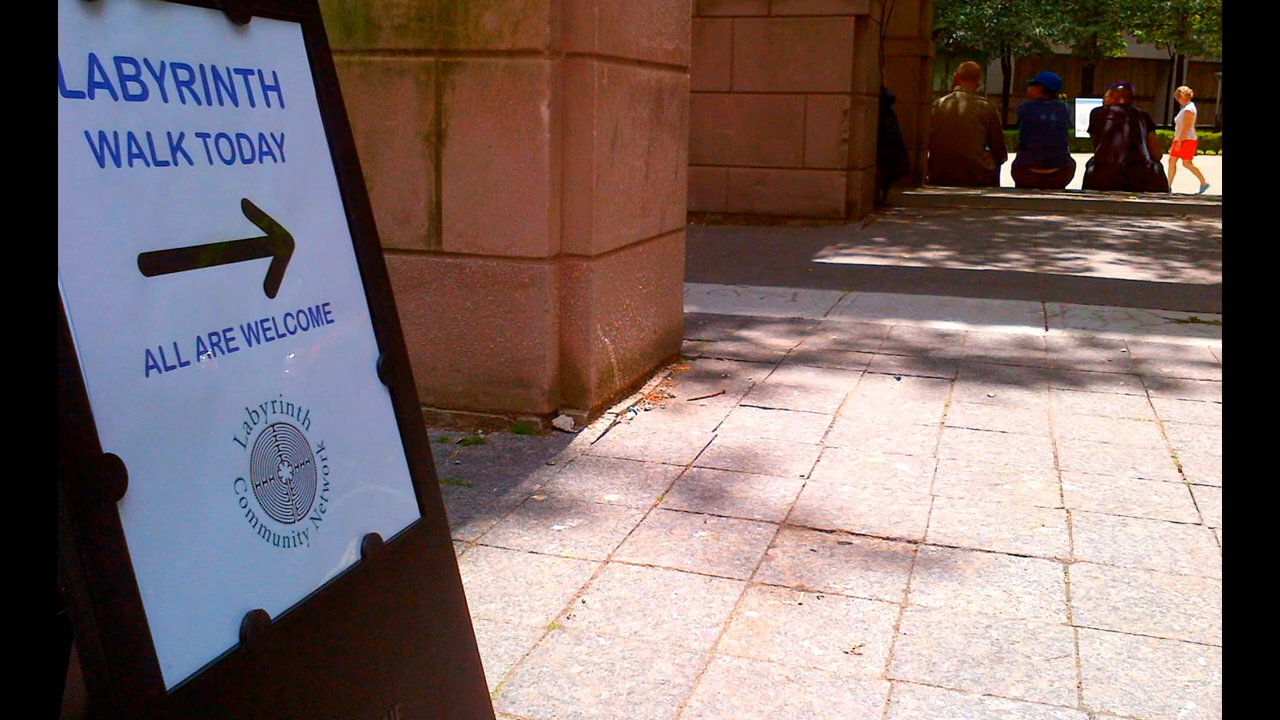 LABYRINTH
WALK TODAY
ALL ARE WELCOME
Labyrinth
Community Network